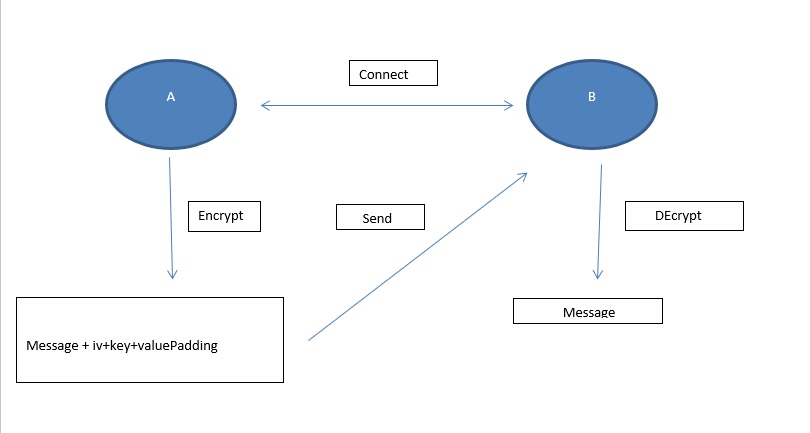 Connect
A
B
Encrypt
Send
DEcrypt
Message
Message + iv+key+valuePadding